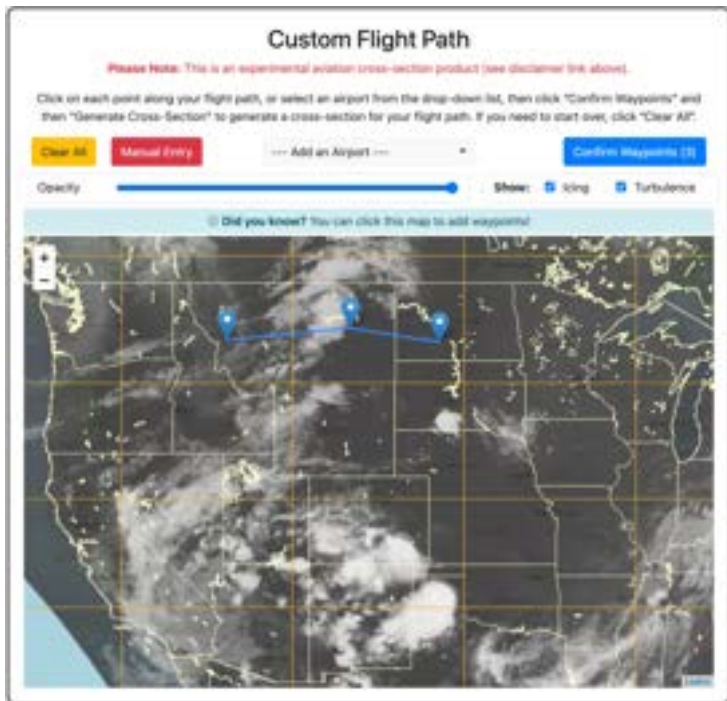 Custom Flight Path
Please Note: This is an experimental aviation cross-section product (see disclaimer link above).
Click on each point along your flight path, or select an airport from the drop-down list, then click "Confirm Waypoints" and
then "Generate Cross-Section" to generate a cross-section for your flight path. If you need to start over, click "Clear All".
Clear All Manual Entry --- Add an Airport --- Confirm Waypoints (3)
Opacity Show: Icing Turbulence
Did you know? You can click this map to add waypoints!
+
−
Leaflet